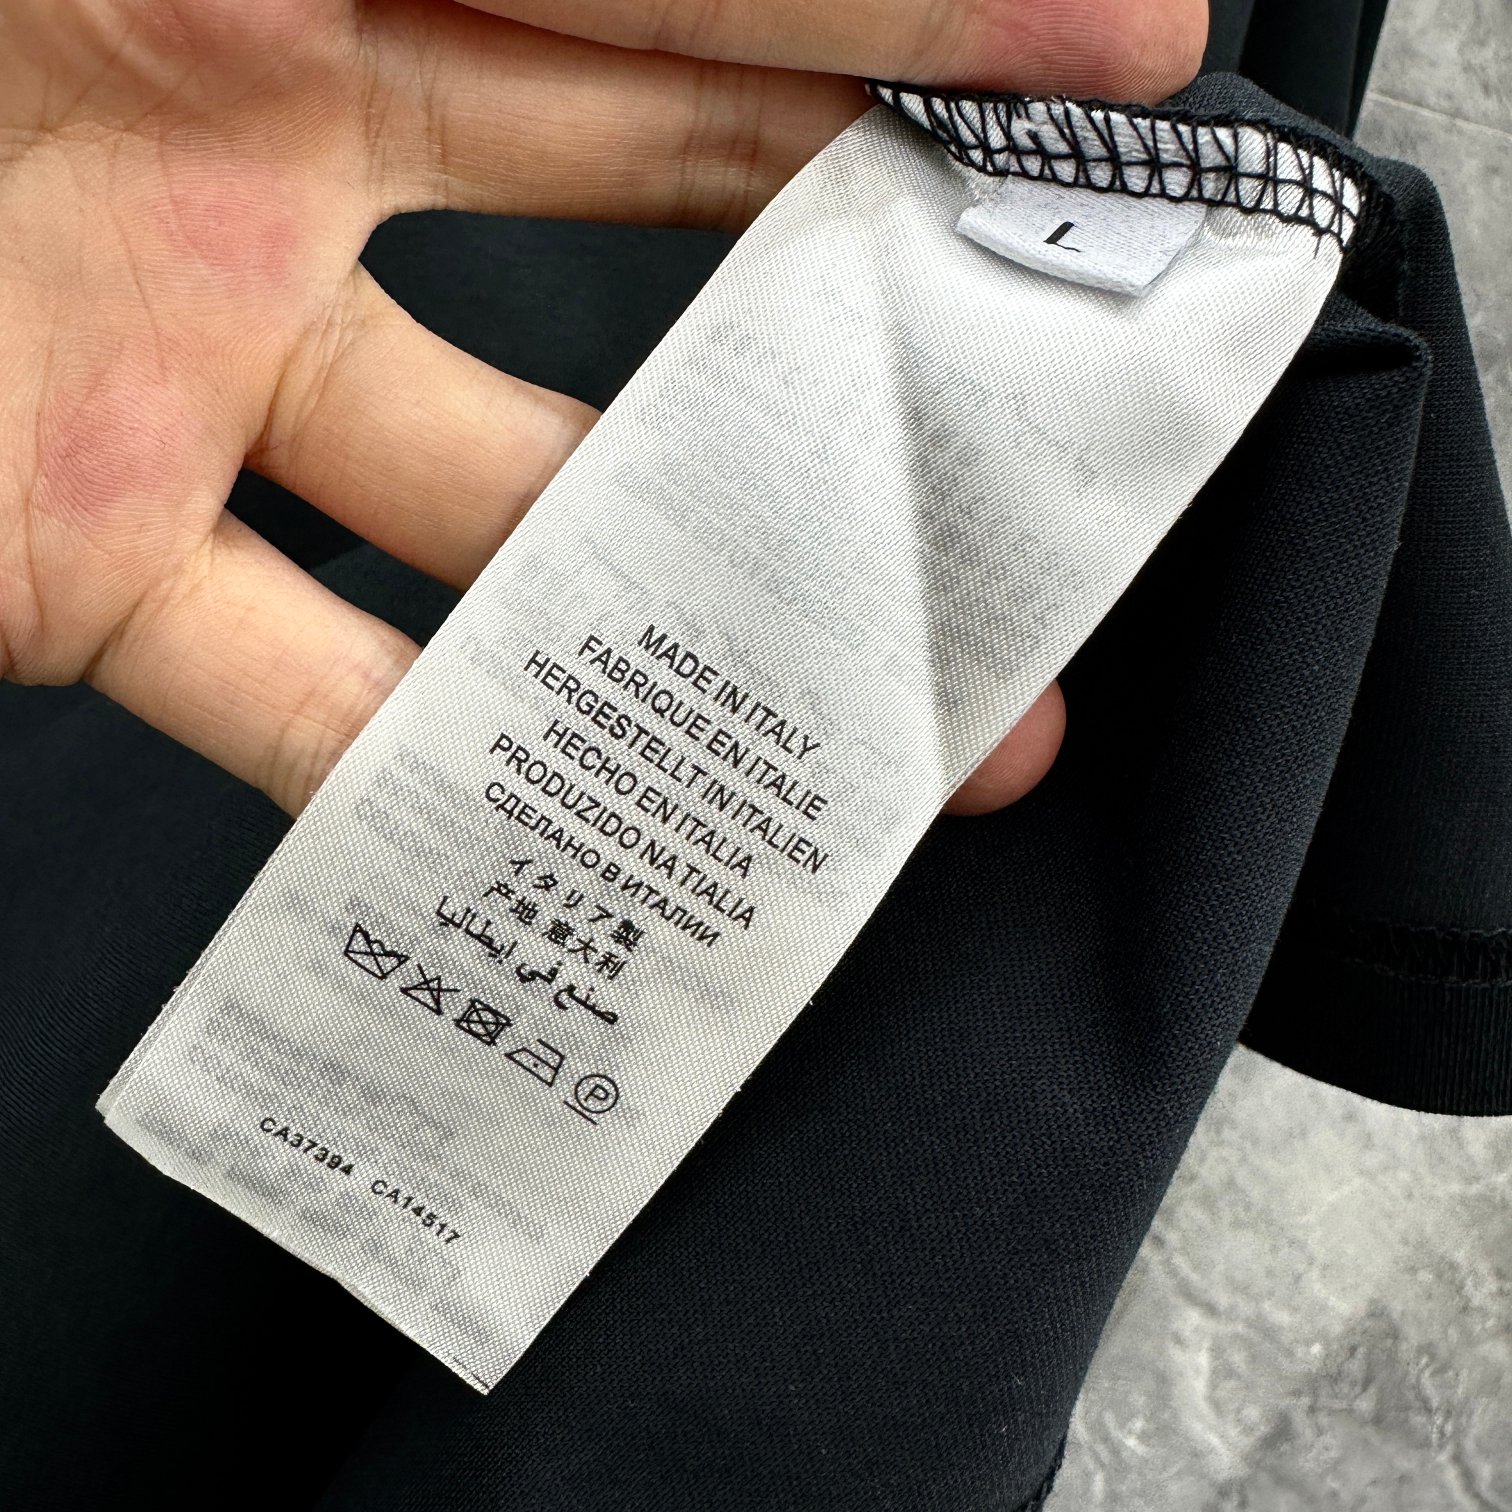 L
MADE IN ITALY
FABRIQUE EN ITALIE
HERGESTELLT IN ITALIEN
HECHO EN ITALIA
PRODUZIDO NA TIALIA
СДЕЛАНО В ИТАЛИИ
イタリア製
产地 意大利
صنع في إيطاليا
P
CA37394 CA14517